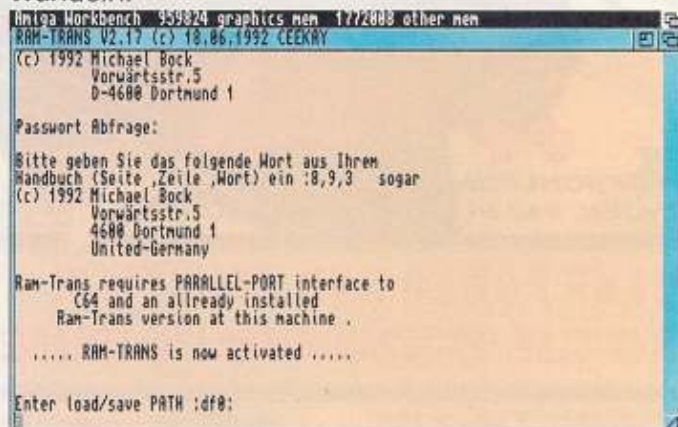 Amiga Workbench 959824 graphics mem 1772808 other mem
RAM-TRANS V2.17 (c) 18.06.1992 CEEKAY
(c) 1992 Michael Bock
Vorwärtsstr.5
D-4600 Dortmund 1
Passwort Abfrage:
Bitte geben Sie das folgende Wort aus Ihrem
Handbuch (Seite ,Zeile ,Wort) ein :8,9,3 sogar
(c) 1992 Michael Bock
Vorwärtsstr.5
4600 Dortmund 1
United-Germany
Ram-Trans requires PARALLEL-PORT interface to
C64 and an allready installed
Ram-Trans version at this machine .
..... RAM-TRANS is now activated .....
Enter load/save PATH :df0: